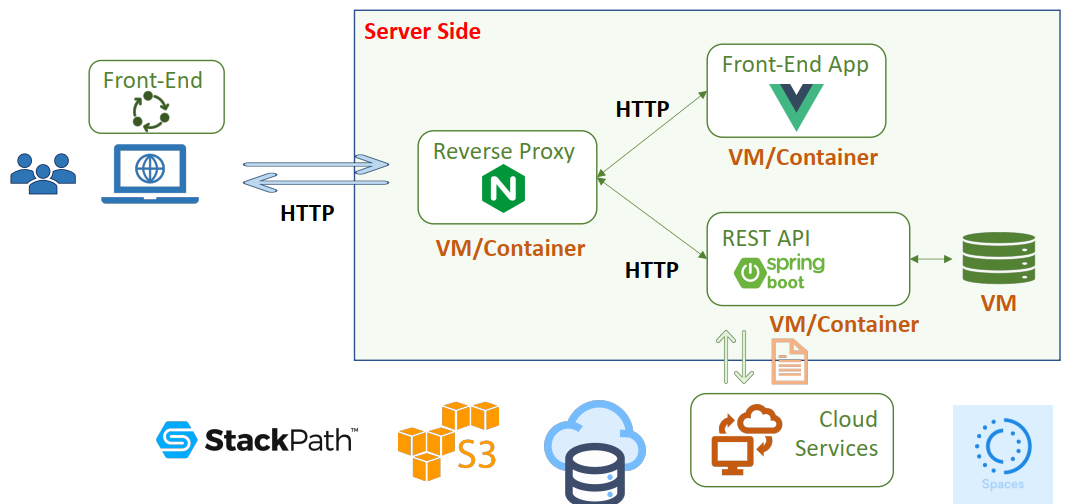 Server Side
Front-End
Front-End App
HTTP
Reverse Proxy
VM/Container
HTTP
VM/Container
REST API
spring
boot
HTTP
VM
VM/Container
StackPath™
S3
Cloud
Services
Spaces